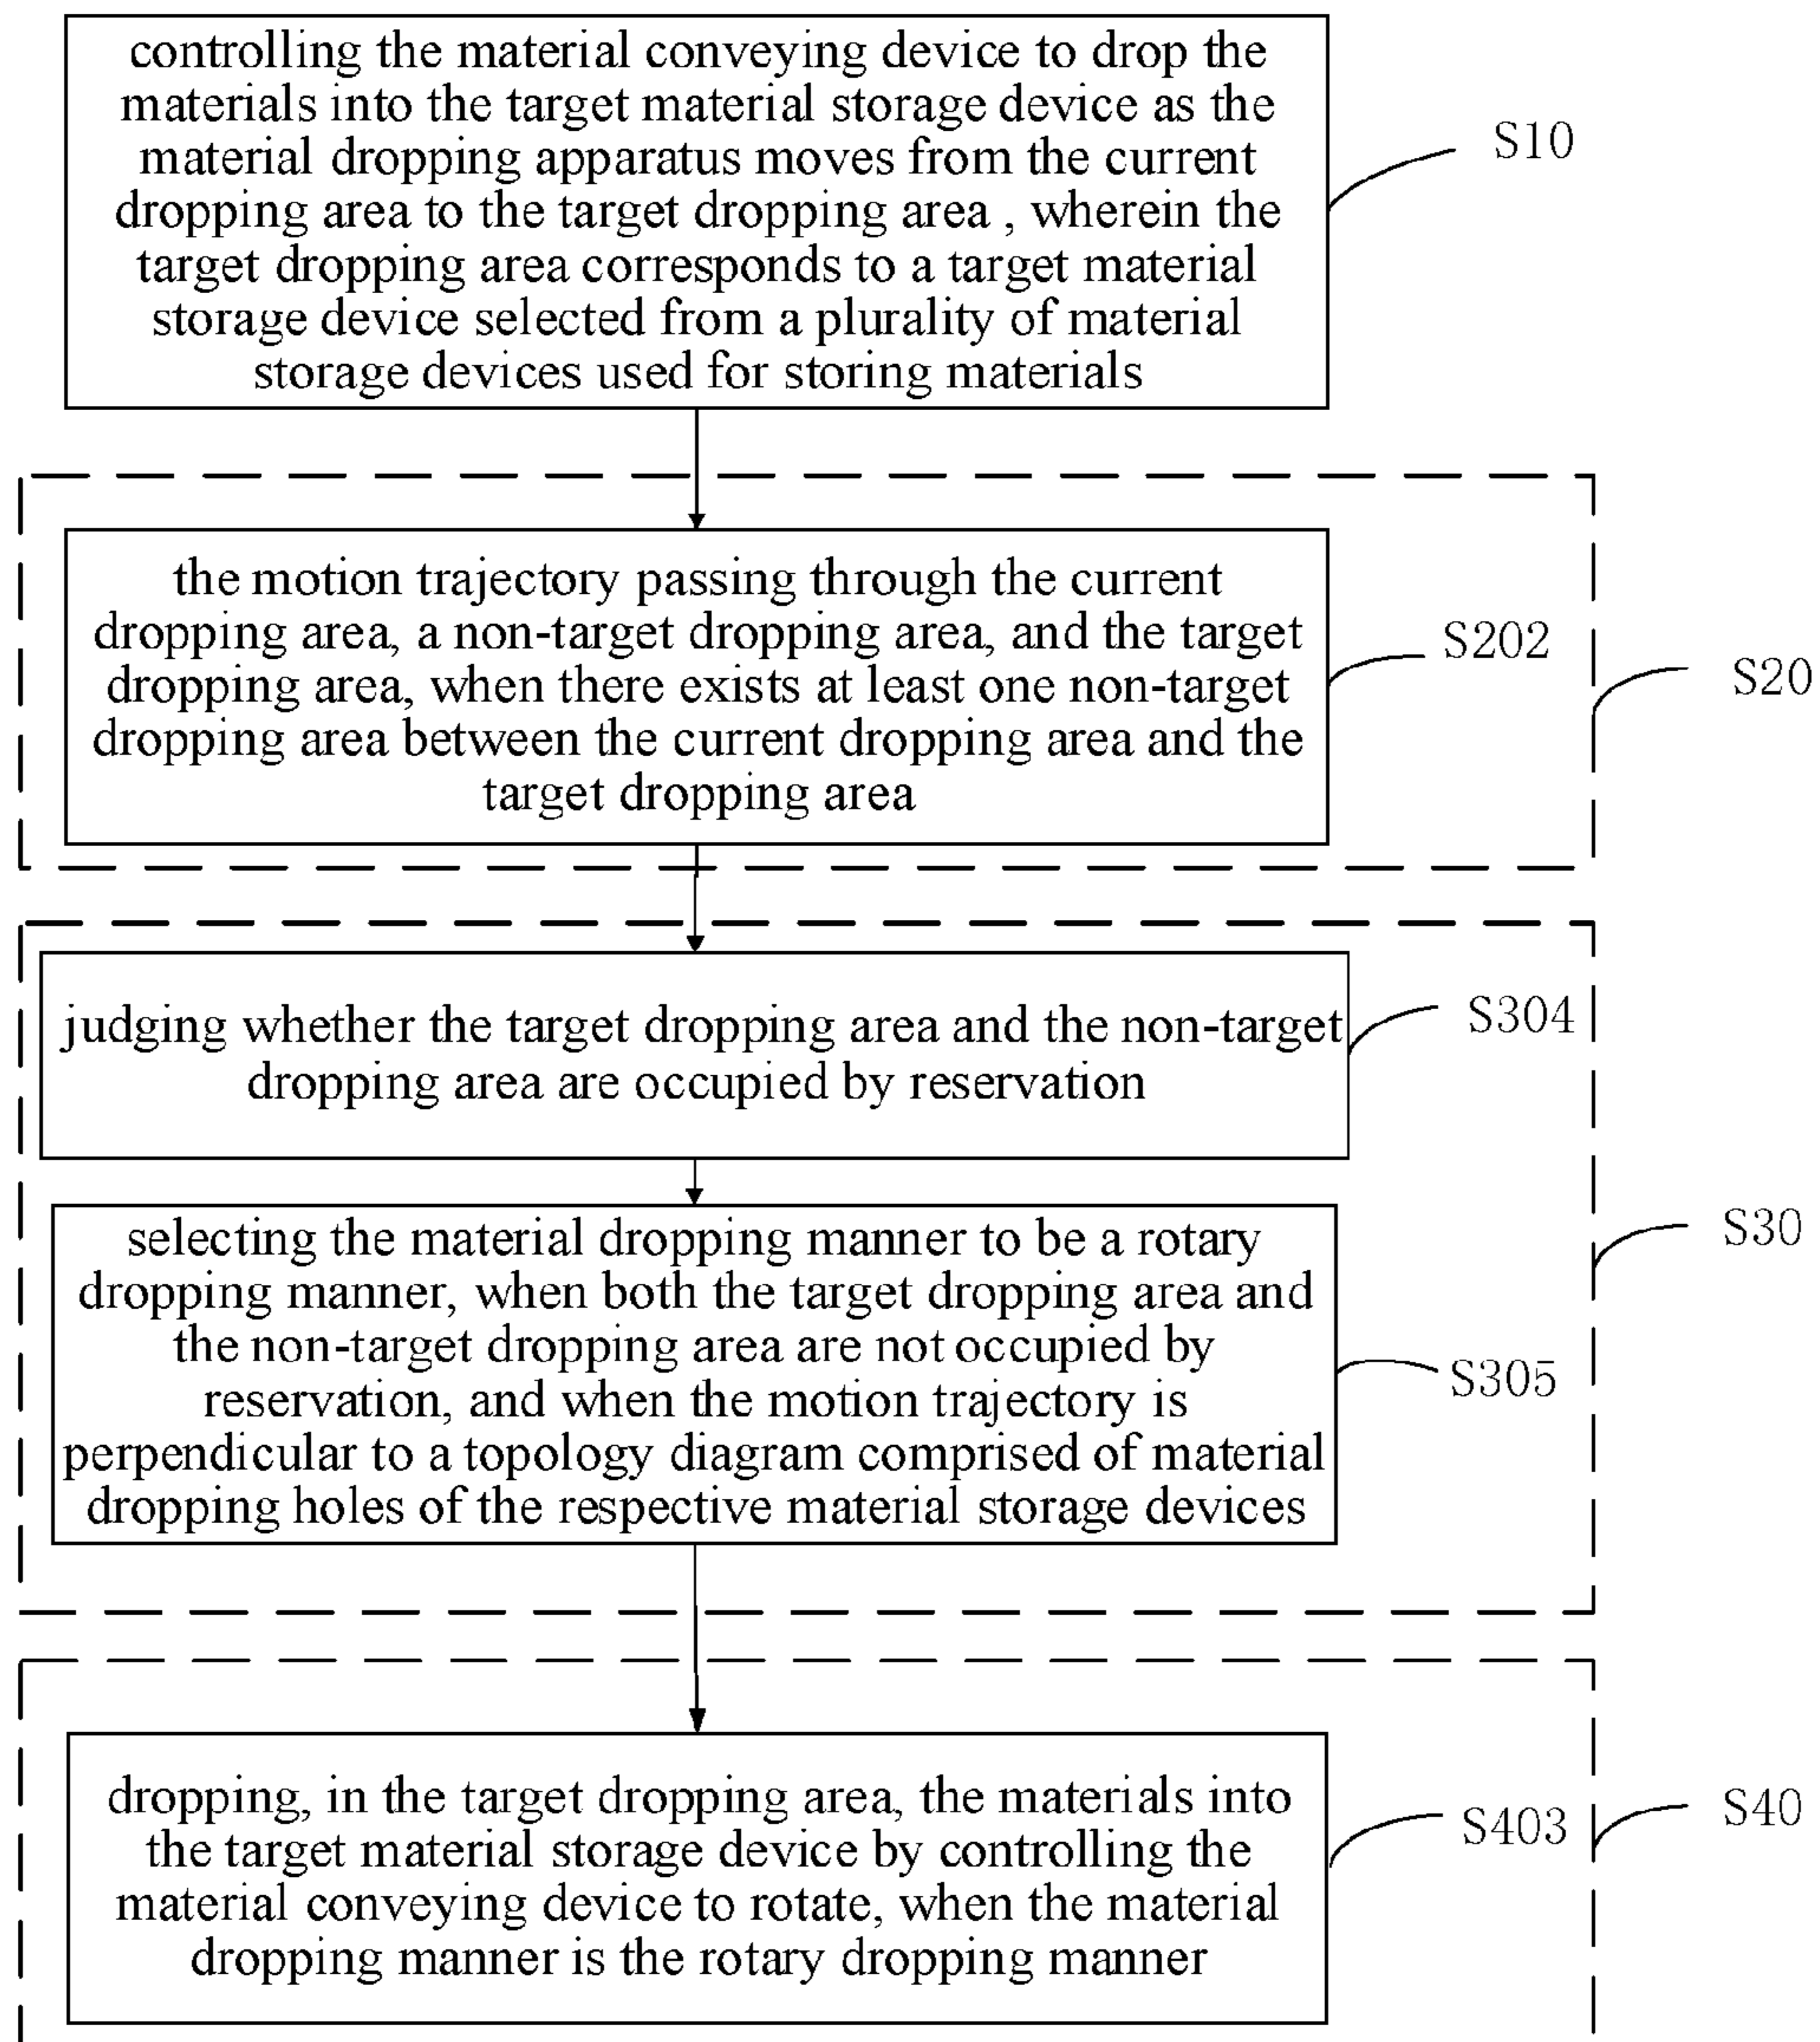 controlling the material conveying device to drop the
materials into the target material storage device as the
material dropping apparatus moves from the current
dropping area to the target dropping area , wherein the
target dropping area corresponds to a target material
storage device selected from a plurality of material
storage devices used for storing materials
S10
the motion trajectory passing through the current
dropping area, a non-target dropping area, and the target
dropping area, when there exists at least one non-target
dropping area between the current dropping area and the
target dropping area
S202
S20
judging whether the target dropping area and the non-target
dropping area are occupied by reservation
S304
selecting the material dropping manner to be a rotary
dropping manner, when both the target dropping area and
the non-target dropping area are not occupied by
reservation, and when the motion trajectory is
perpendicular to a topology diagram comprised of material
dropping holes of the respective material storage devices
S305
S30
dropping, in the target dropping area, the materials into
the target material storage device by controlling the
material conveying device to rotate, when the material
dropping manner is the rotary dropping manner
S403
S40